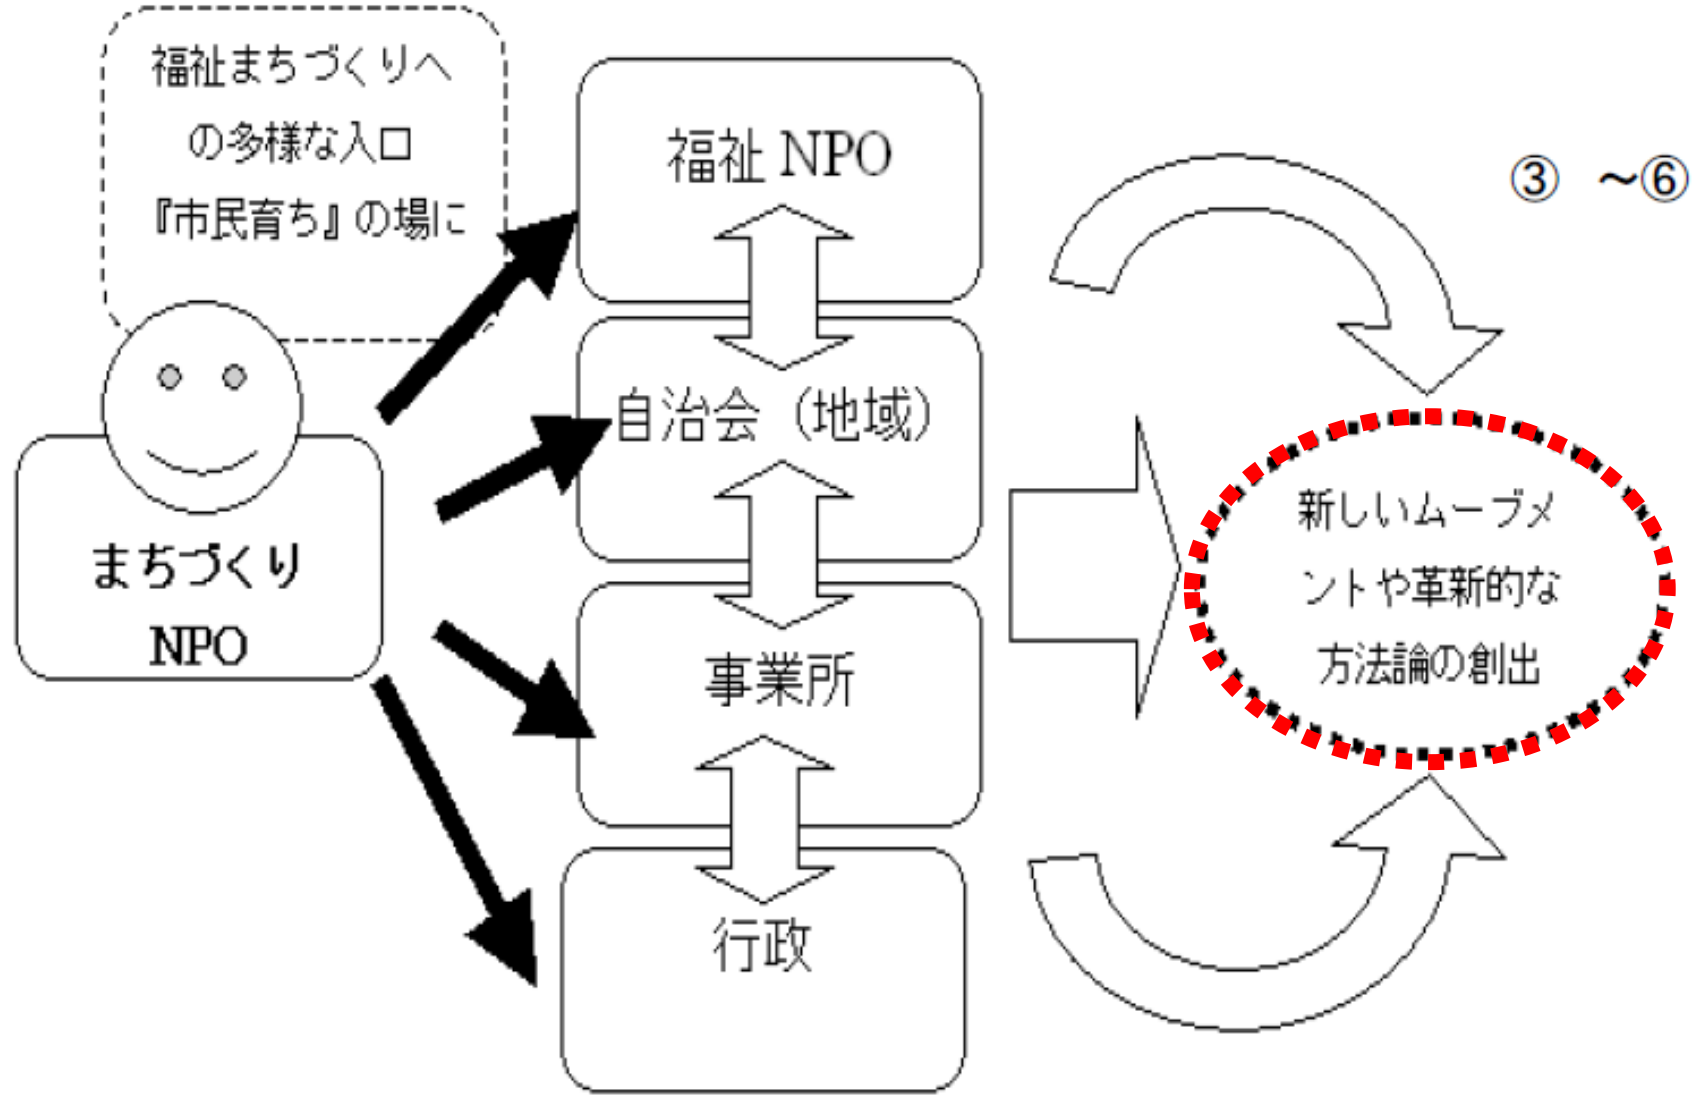 福祉まちづくりへ
の多様な入口
『市民育ち』の場に
まちづくり
NPO
福祉 NPO
自治会（地域）
事業所
行政
③　～⑥
新しいムーブメ
ントや革新的な
方法論の創出